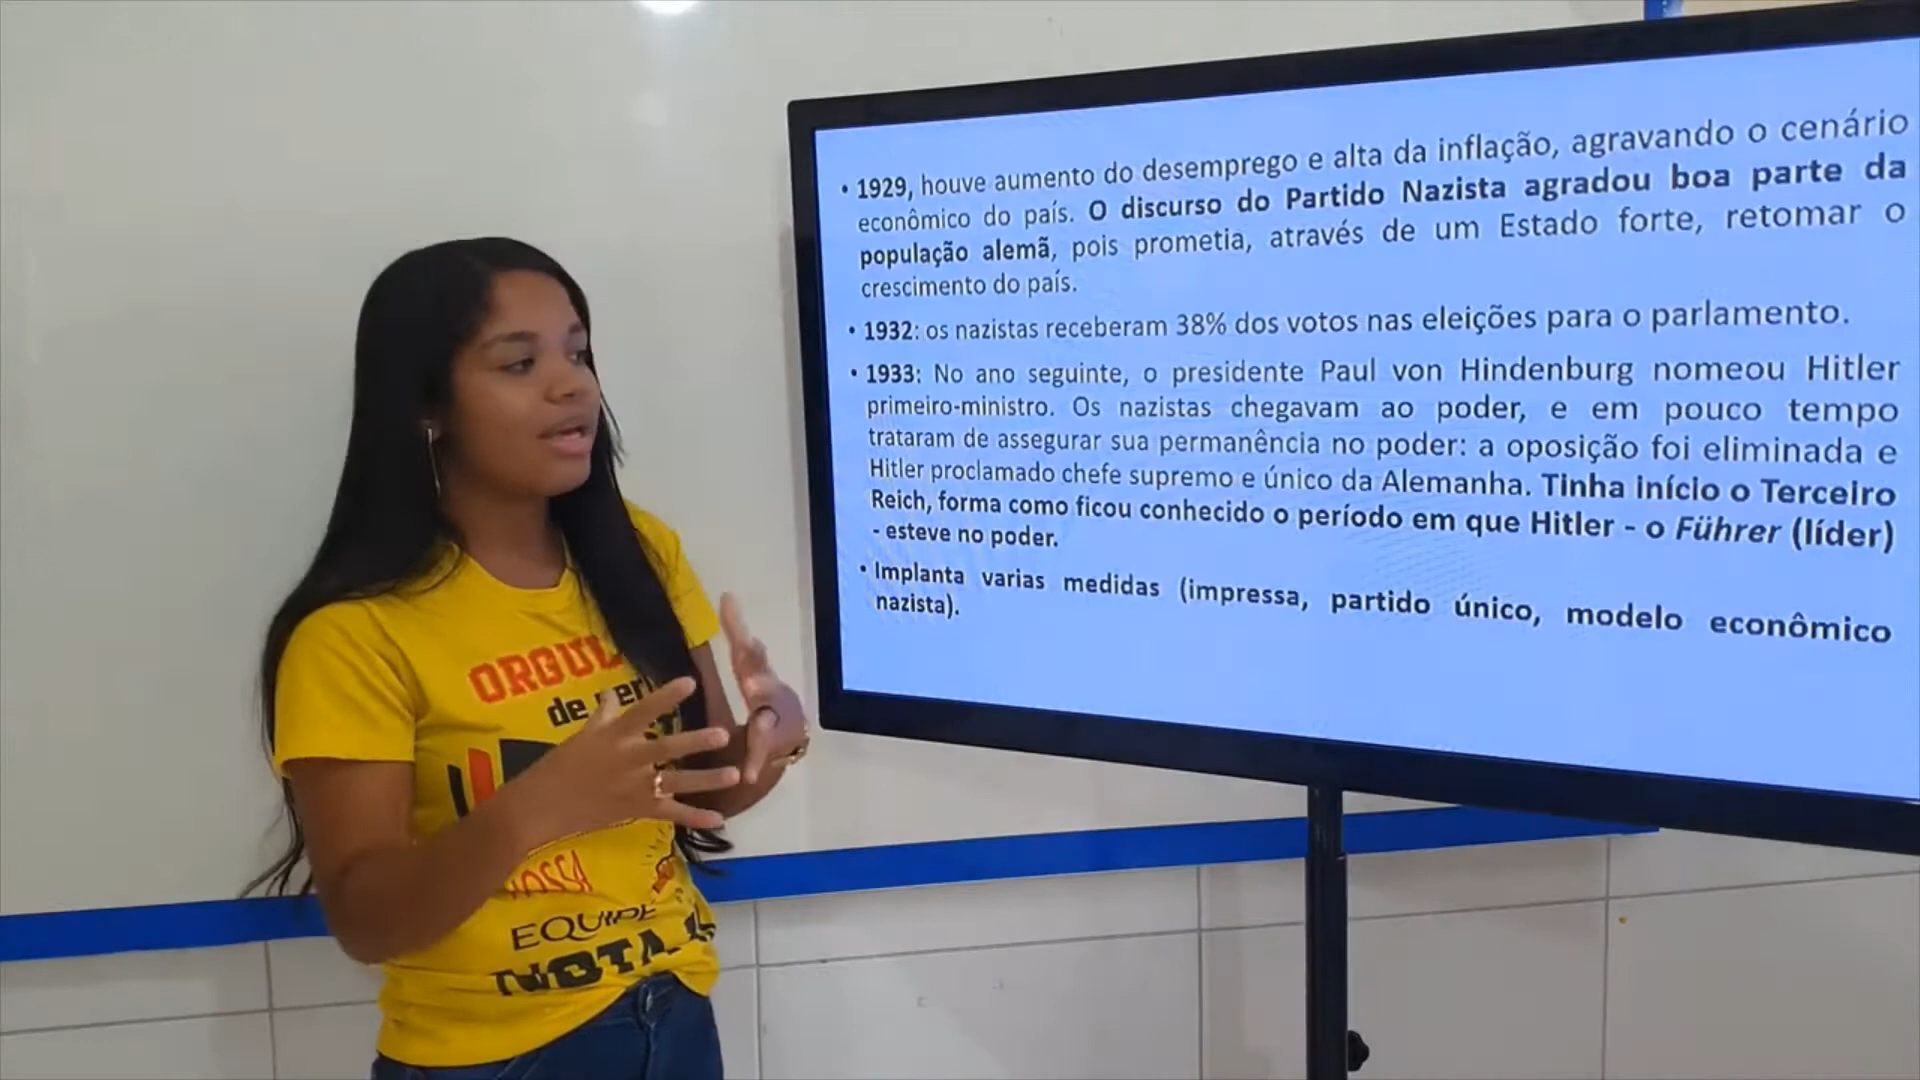 • 1929, houve aumento do desemprego e alta da inflação, agravando o cenário
econômico do país. O discurso do Partido Nazista agradou boa parte da
população alemã, pois prometia, através de um Estado forte, retomar o
crescimento do país.
• 1932: os nazistas receberam 38% dos votos nas eleições para o parlamento.
• 1933: No ano seguinte, o presidente Paul von Hindenburg nomeou Hitler
primeiro-ministro. Os nazistas chegavam ao poder, e em pouco tempo
trataram de assegurar sua permanência no poder: a oposição foi eliminada e
Hitler proclamado chefe supremo e único da Alemanha. Tinha início o Terceiro
Reich, forma como ficou conhecido o período em que Hitler - o Führer (líder)
- esteve no poder.
• Implanta varias medidas (impressa, partido único, modelo econômico
nazista).
ORGUL
de
NOSSA
EQUIPE
NOTA